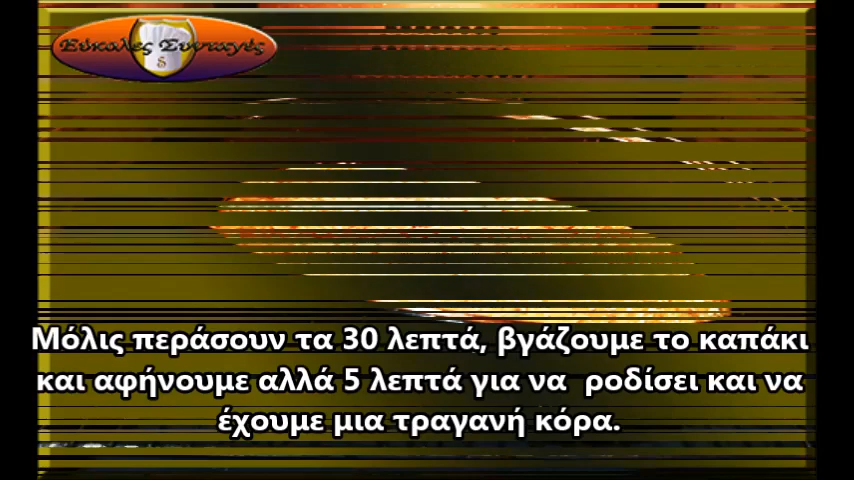 Εύκολες Συνταγές
Μόλις περάσουν τα 30 λεπτά, βγάζουμε το καπάκι
και αφήνουμε αλλά 5 λεπτά για να  ροδίσει και να
έχουμε μια τραγανή κόρα.